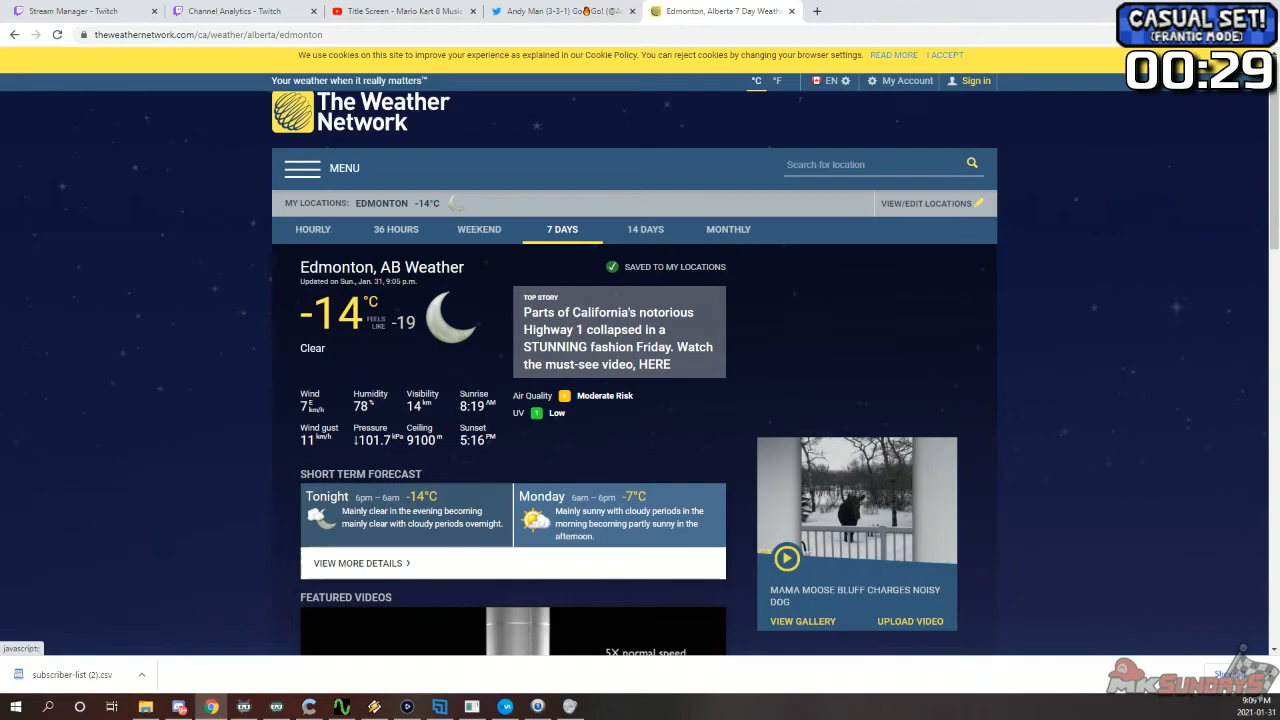 Stream Manager - Twitch
Channel Analytics - Twitch
Title Screen - Mario Kart 8 Music
Andy Man (3-3-1) Go🔥Go! (@A
Edmonton, Alberta 7 Day Weathe
CASUAL SET!
(FRANTIC MODE)
00:29
theweathernetwork.com/ca/weather/alberta/edmonton
We use cookies on this site to improve your experience as explained in our Cookie Policy. You can reject cookies by changing your browser settings. READ MORE I ACCEPT
Your weather when it really matters™
°C °F EN My Account Sign in
The Weather
Network
MENU
Search for location
MY LOCATIONS: EDMONTON -14°C
VIEW/EDIT LOCATIONS
HOURLY 36 HOURS WEEKEND 7 DAYS 14 DAYS MONTHLY
Edmonton, AB Weather
Updated on Sun., Jan. 31, 9:05 p.m.
SAVED TO MY LOCATIONS
-14 °C FEELS LIKE -19
Clear
TOP STORY
Parts of California's notorious
Highway 1 collapsed in a
STUNNING fashion Friday. Watch
the must-see video, HERE
Wind Humidity Visibility Sunrise
7 E km/h 78 % 14 km 8:19 AM
Wind gust Pressure Ceiling Sunset
11 km/h ↓101.7 kPa 9100 m 5:16 PM
Air Quality 4 Moderate Risk
UV 1 Low
SHORT TERM FORECAST
Tonight 6pm – 6am -14°C
Mainly clear in the evening becoming
mainly clear with cloudy periods overnight.
Monday 6am – 6pm -7°C
Mainly sunny with cloudy periods in the
morning becoming partly sunny in the
afternoon.
VIEW MORE DETAILS ›
FEATURED VIDEOS
5X normal speed
MAMA MOOSE BLUFF CHARGES NOISY
DOG
VIEW GALLERY UPLOAD VIDEO
javascript:;
subscriber-list (2).csv
MKSUNDAYS
9:09 PM
2021-01-31